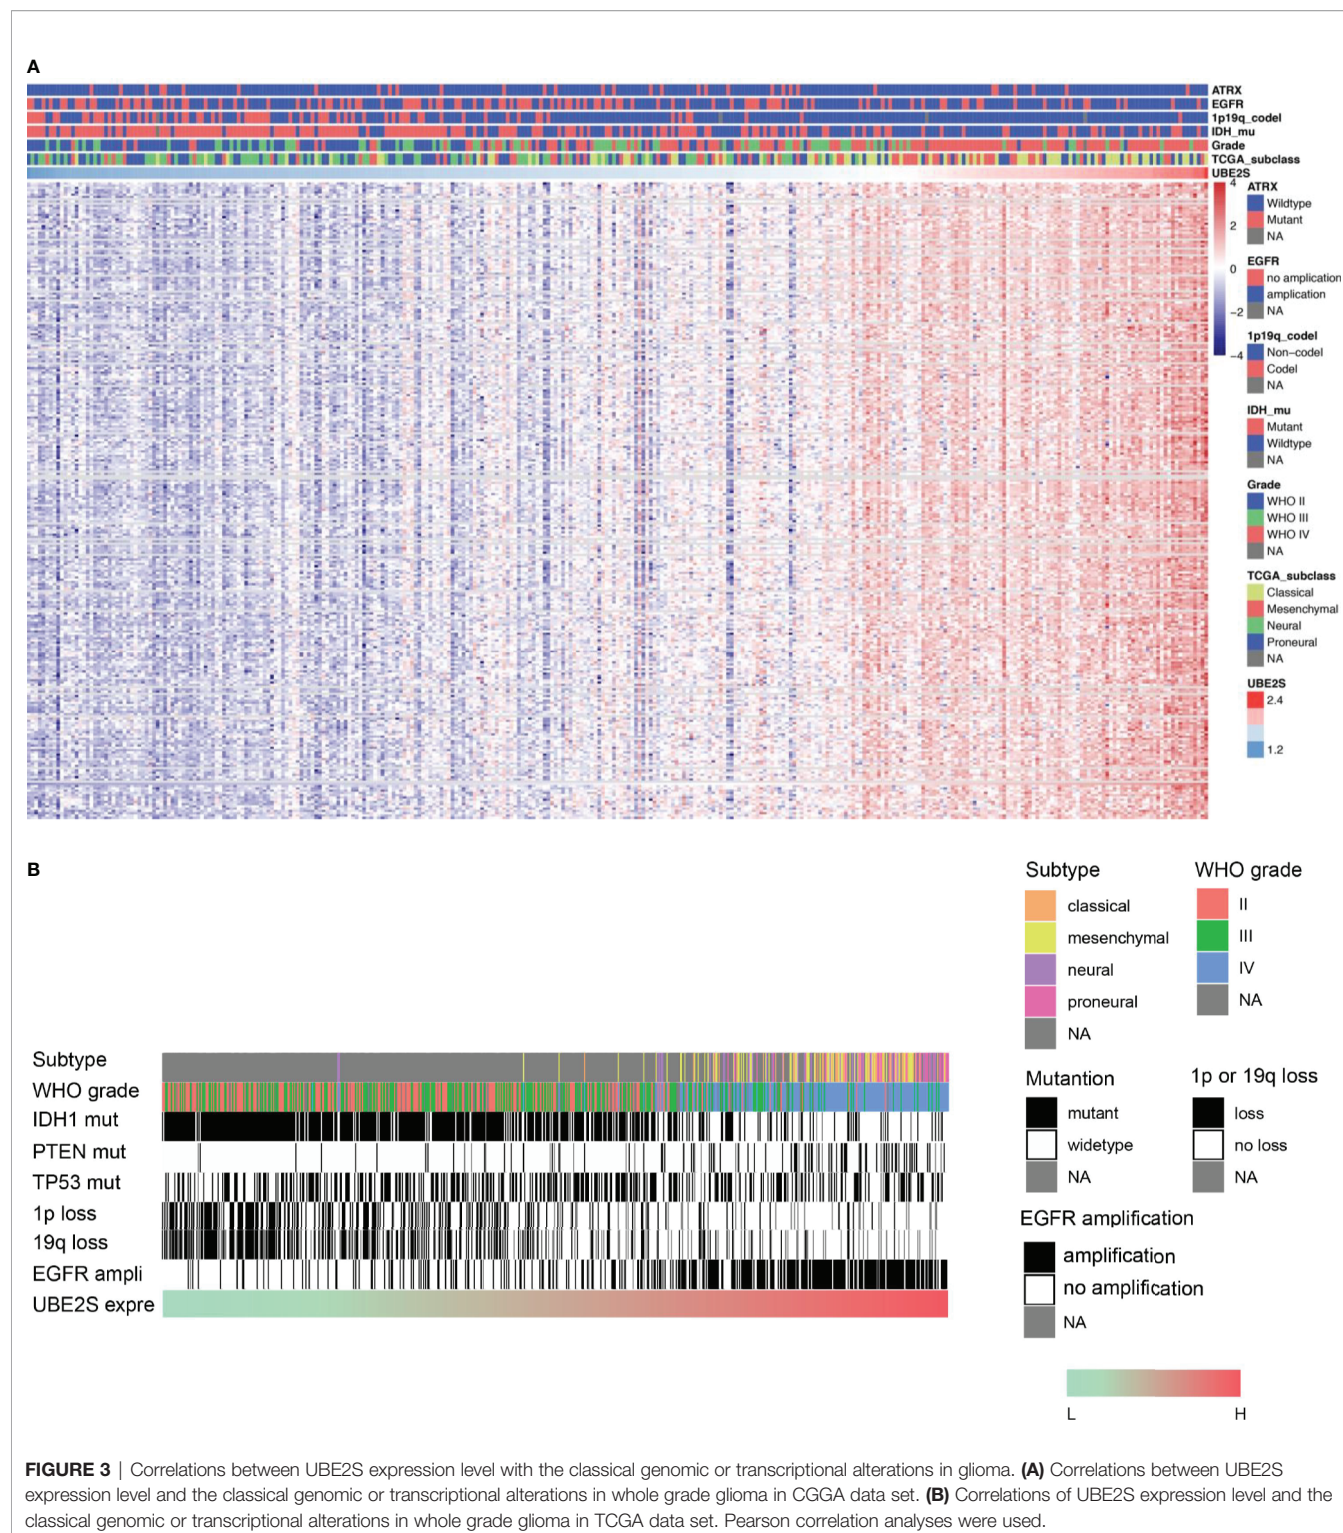 A
ATRX
EGFR
1p19q_codel
IDH_mu
Grade
TCGA_subclass
UBE2S
4
2
0
−2
−4
ATRX
Wildtype
Mutant
NA
EGFR
no amplication
amplication
NA
1p19q_codel
Non−codel
Codel
NA
IDH_mu
Mutant
Wildtype
NA
Grade
WHO II
WHO III
WHO IV
NA
TCGA_subclass
Classical
Mesenchymal
Neural
Proneural
NA
UBE2S
2.4
1.2
B
Subtype
WHO grade
IDH1 mut
PTEN mut
TP53 mut
1p loss
19q loss
EGFR ampli
UBE2S expre
Subtype
classical
mesenchymal
neural
proneural
NA
WHO grade
II
III
IV
NA
Mutantion
mutant
widetype
NA
1p or 19q loss
loss
no loss
NA
EGFR amplification
amplification
no amplification
NA
L H
FIGURE 3 | Correlations between UBE2S expression level with the classical genomic or transcriptional alterations in glioma. (A) Correlations between UBE2S
expression level and the classical genomic or transcriptional alterations in whole grade glioma in CGGA data set. (B) Correlations of UBE2S expression level and the
classical genomic or transcriptional alterations in whole grade glioma in TCGA data set. Pearson correlation analyses were used.